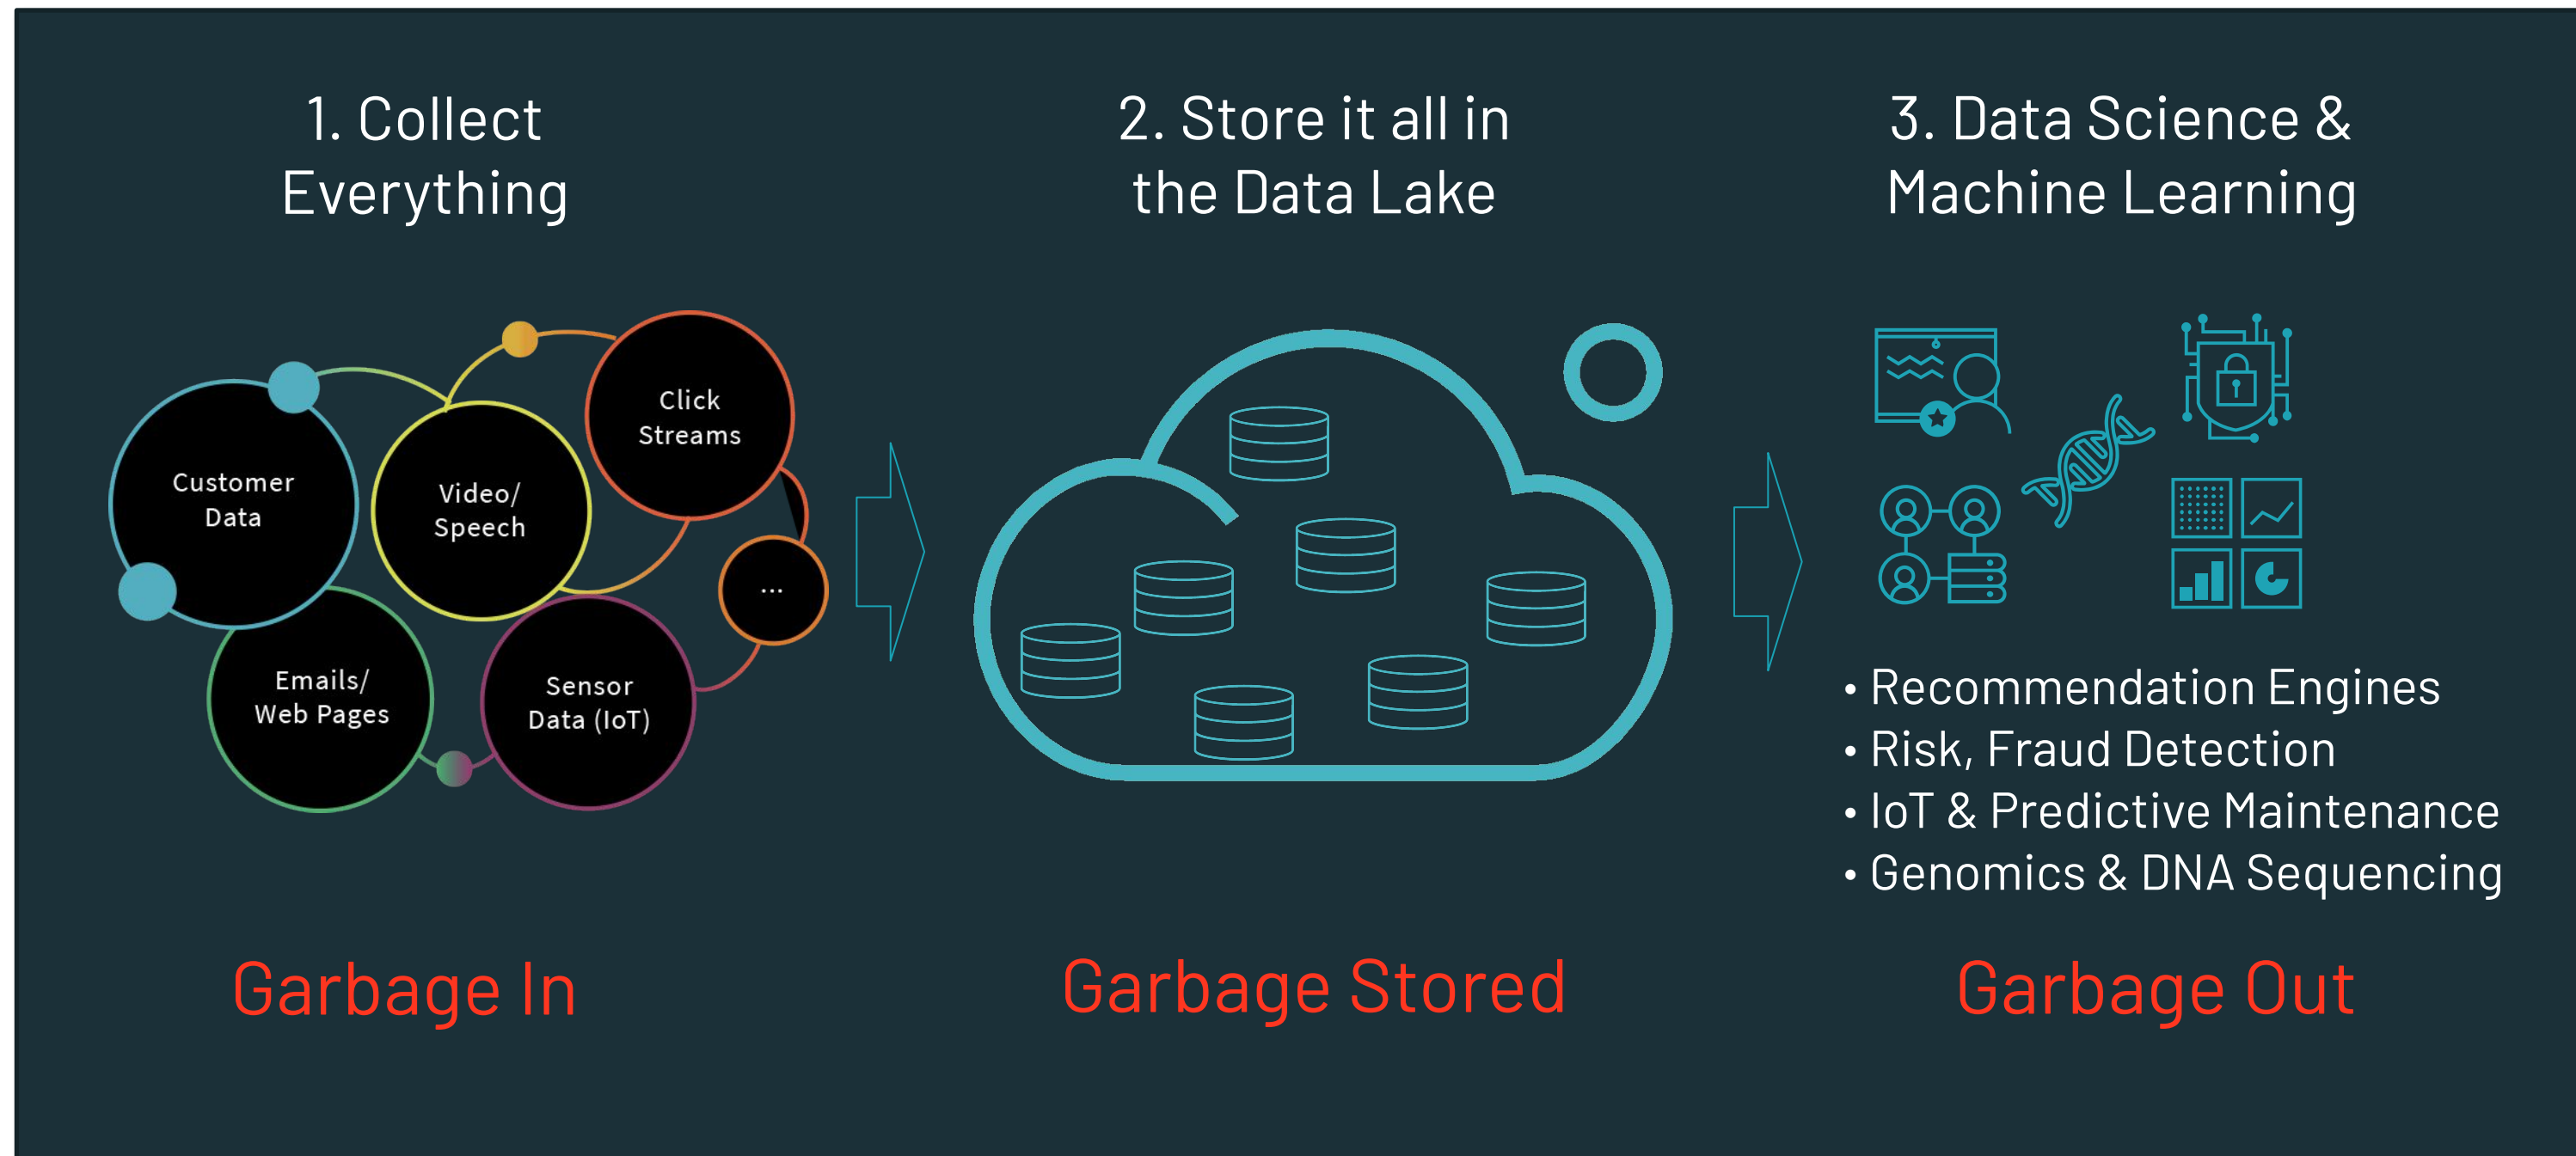 1. Collect
Everything
Customer
Data
Video/
Speech
Click
Streams
...
Emails/
Web Pages
Sensor
Data (IoT)
Garbage In
2. Store it all in
the Data Lake
Garbage Stored
3. Data Science &
Machine Learning
• Recommendation Engines
• Risk, Fraud Detection
• IoT & Predictive Maintenance
• Genomics & DNA Sequencing
Garbage Out